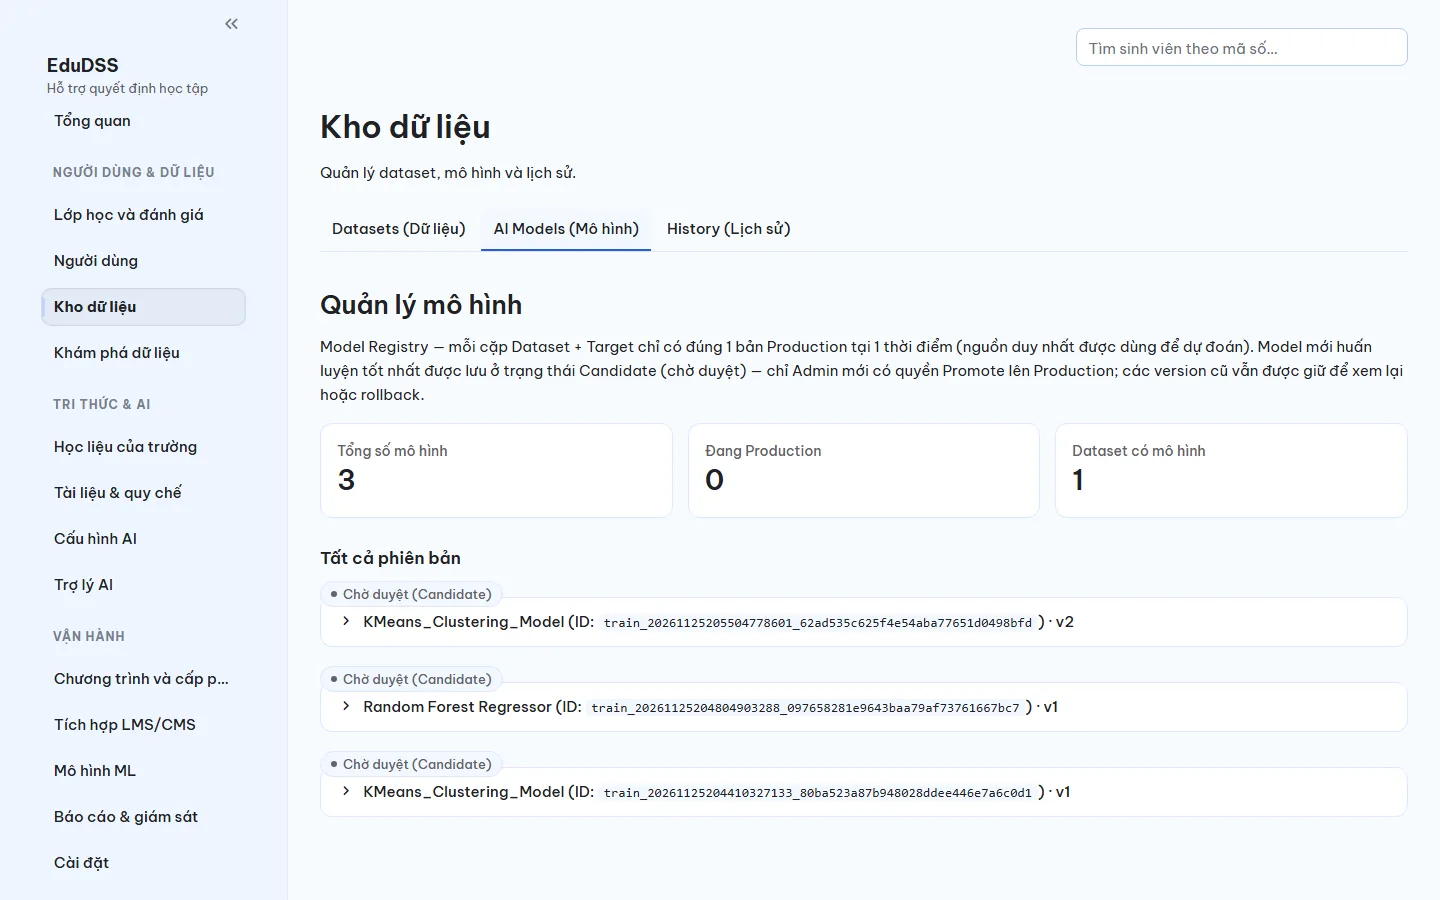 EduDSS
Hỗ trợ quyết định học tập
Tổng quan
NGƯỜI DÙNG & DỮ LIỆU
Lớp học và đánh giá
Người dùng
Kho dữ liệu
Khám phá dữ liệu
TRI THỨC & AI
Học liệu của trường
Tài liệu & quy chế
Cấu hình AI
Trợ lý AI
VẬN HÀNH
Chương trình và cấp p...
Tích hợp LMS/CMS
Mô hình ML
Báo cáo & giám sát
Cài đặt
Tìm sinh viên theo mã số...
Kho dữ liệu
Quản lý dataset, mô hình và lịch sử.
Datasets (Dữ liệu)
AI Models (Mô hình)
History (Lịch sử)
Quản lý mô hình
Model Registry — mỗi cặp Dataset + Target chỉ có đúng 1 bản Production tại 1 thời điểm (nguồn duy nhất được dùng để dự đoán). Model mới huấn
luyện tốt nhất được lưu ở trạng thái Candidate (chờ duyệt) — chỉ Admin mới có quyền Promote lên Production; các version cũ vẫn được giữ để xem lại
hoặc rollback.
Tổng số mô hình
3
Đang Production
0
Dataset có mô hình
1
Tất cả phiên bản
Chờ duyệt (Candidate)
KMeans_Clustering_Model (ID: train_20261125205504778601_62ad535c625f4e54aba77651d0498bfd ) · v2
Chờ duyệt (Candidate)
Random Forest Regressor (ID: train_20261125204804903288_097658281e9643baa79af73761667bc7 ) · v1
Chờ duyệt (Candidate)
KMeans_Clustering_Model (ID: train_20261125204410327133_80ba523a87b948028ddee446e7a6c0d1 ) · v1